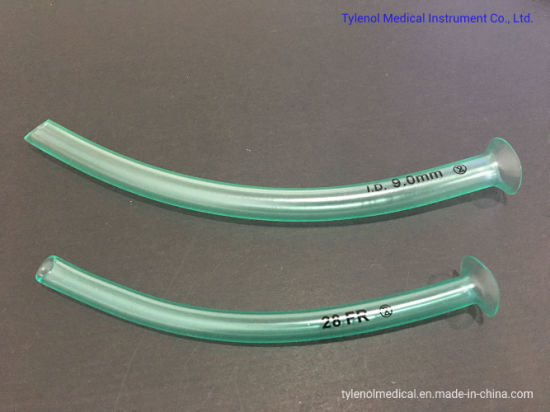 Tylenol Medical Instrument Co., Ltd.
I.D. 9.0mm
28 FR
tylenolmedical.en.made-in-china.com